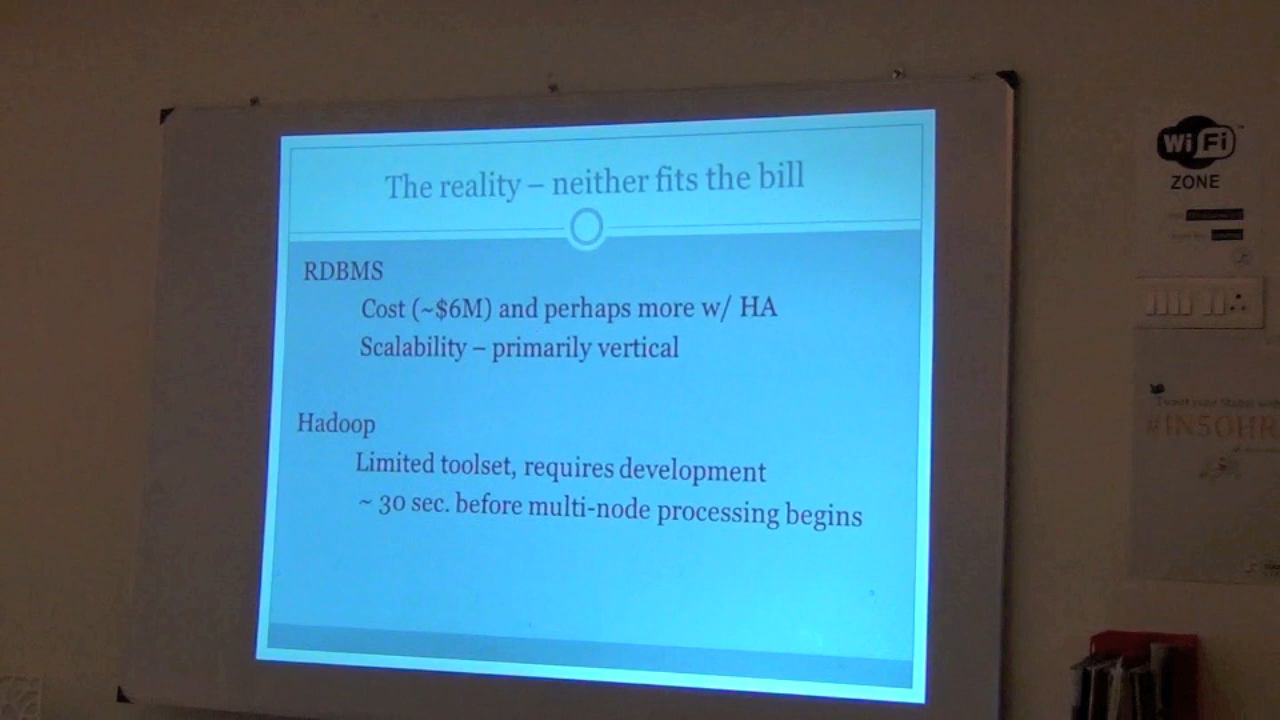 The reality – neither fits the bill
RDBMS
Cost (~$6M) and perhaps more w/ HA
Scalability – primarily vertical
Hadoop
Limited toolset, requires development
~ 30 sec. before multi-node processing begins
Wi Fi
ZONE
#IN5OHR